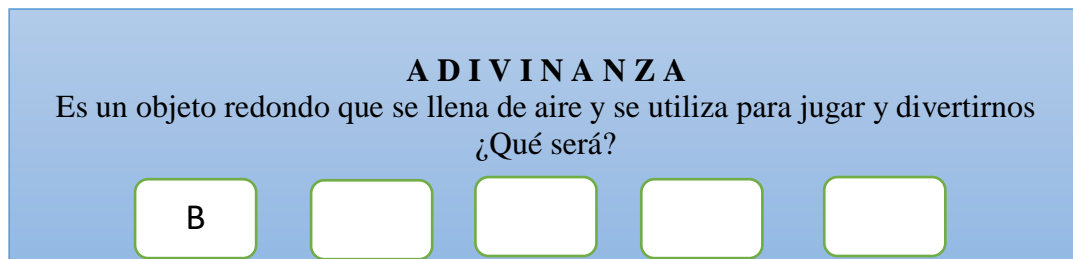 A D I V I N A N Z A
Es un objeto redondo que se llena de aire y se utiliza para jugar y divertirnos
¿Qué será?
B